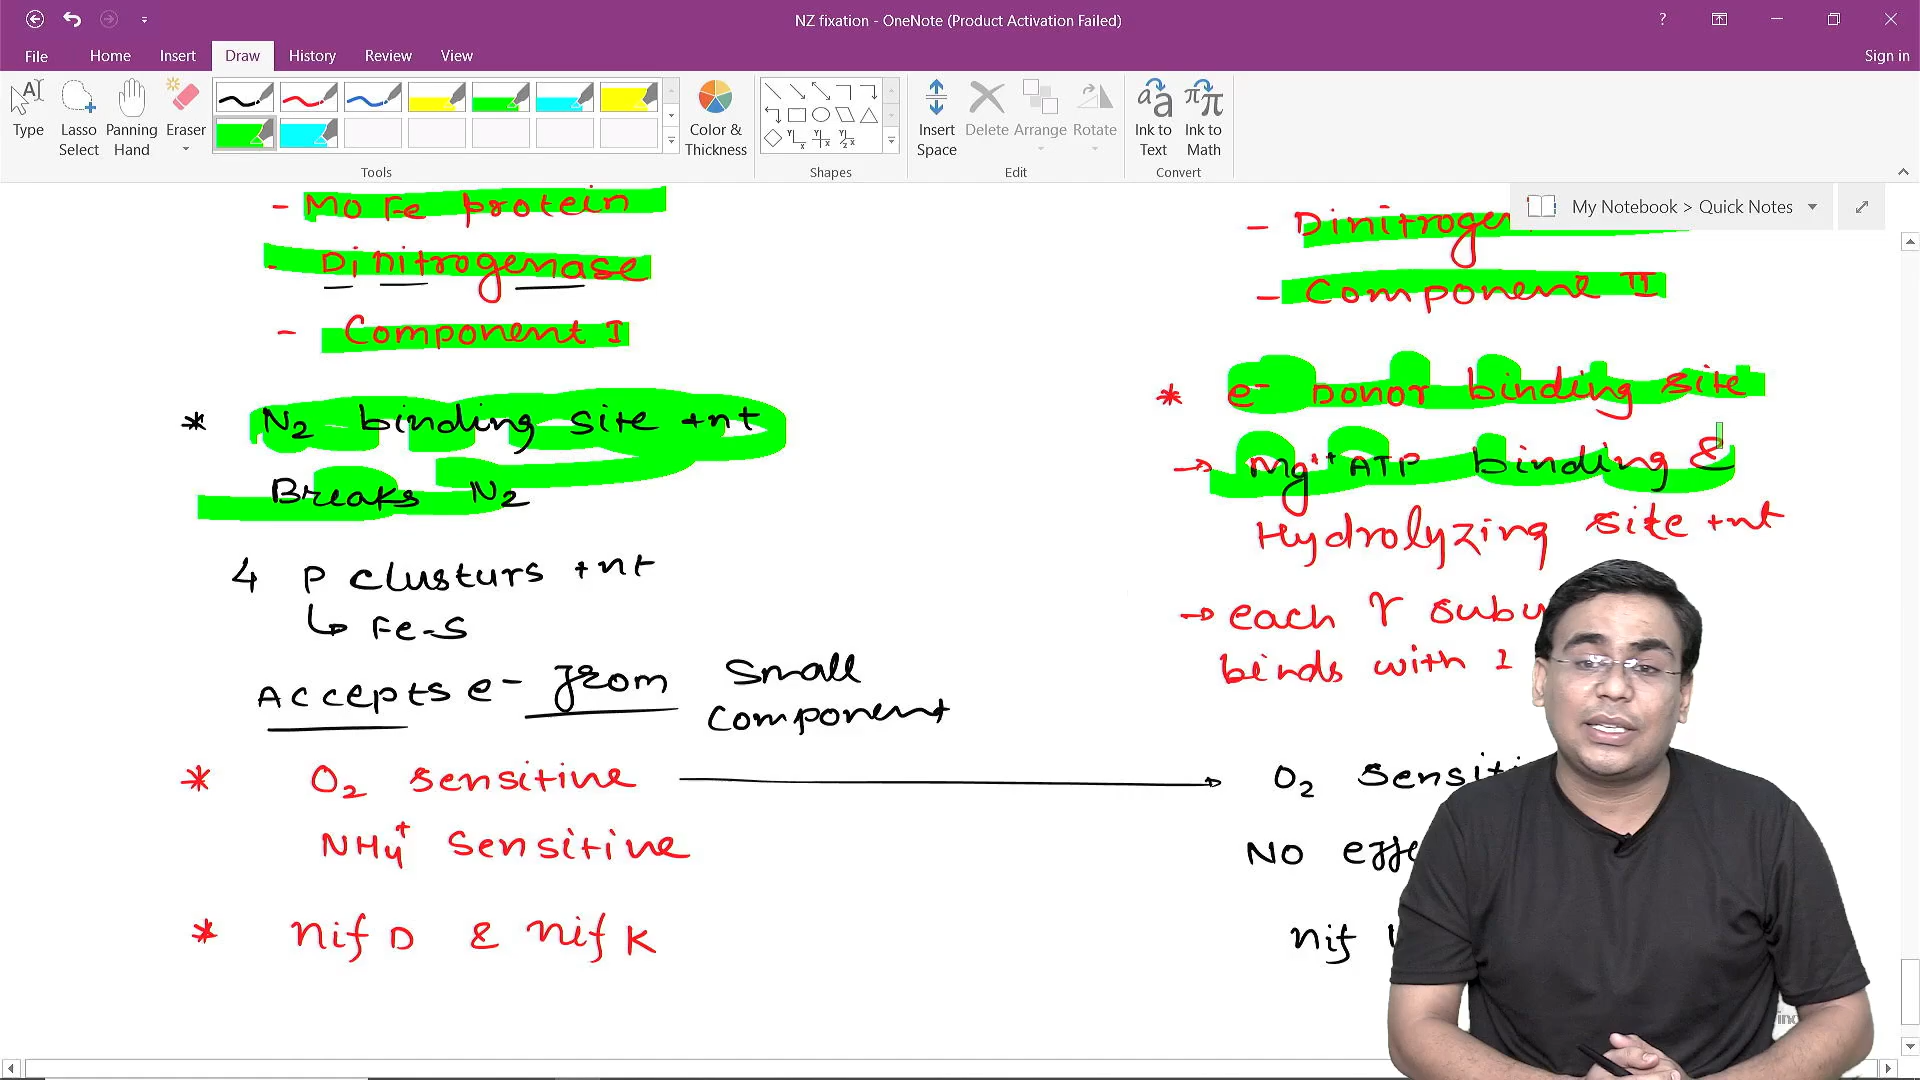 NZ fixation - OneNote (Product Activation Failed)
File Home Insert Draw History Review View Sign in
Type
Lasso Select
Panning Hand
Eraser
Color & Thickness
Insert Space
Delete
Arrange
Rotate
Ink to Text
Ink to Math
Tools
Shapes
Edit
Convert
My Notebook > Quick Notes
- Mo Fe protein
- Dinitrogenase
- Component I
* N2 binding site +nt
Breaks N2
4 P clusturs +nt
↳ Fe-S
Accepts e- from small
component
* O2 sensitive
NH4+ sensitive
* nif D & nif K
- Component II
* e- Donor binding site
→ Mg++ ATP binding &
Hydrolyzing site +nt
→ each γ
binds with
O2
No
nif